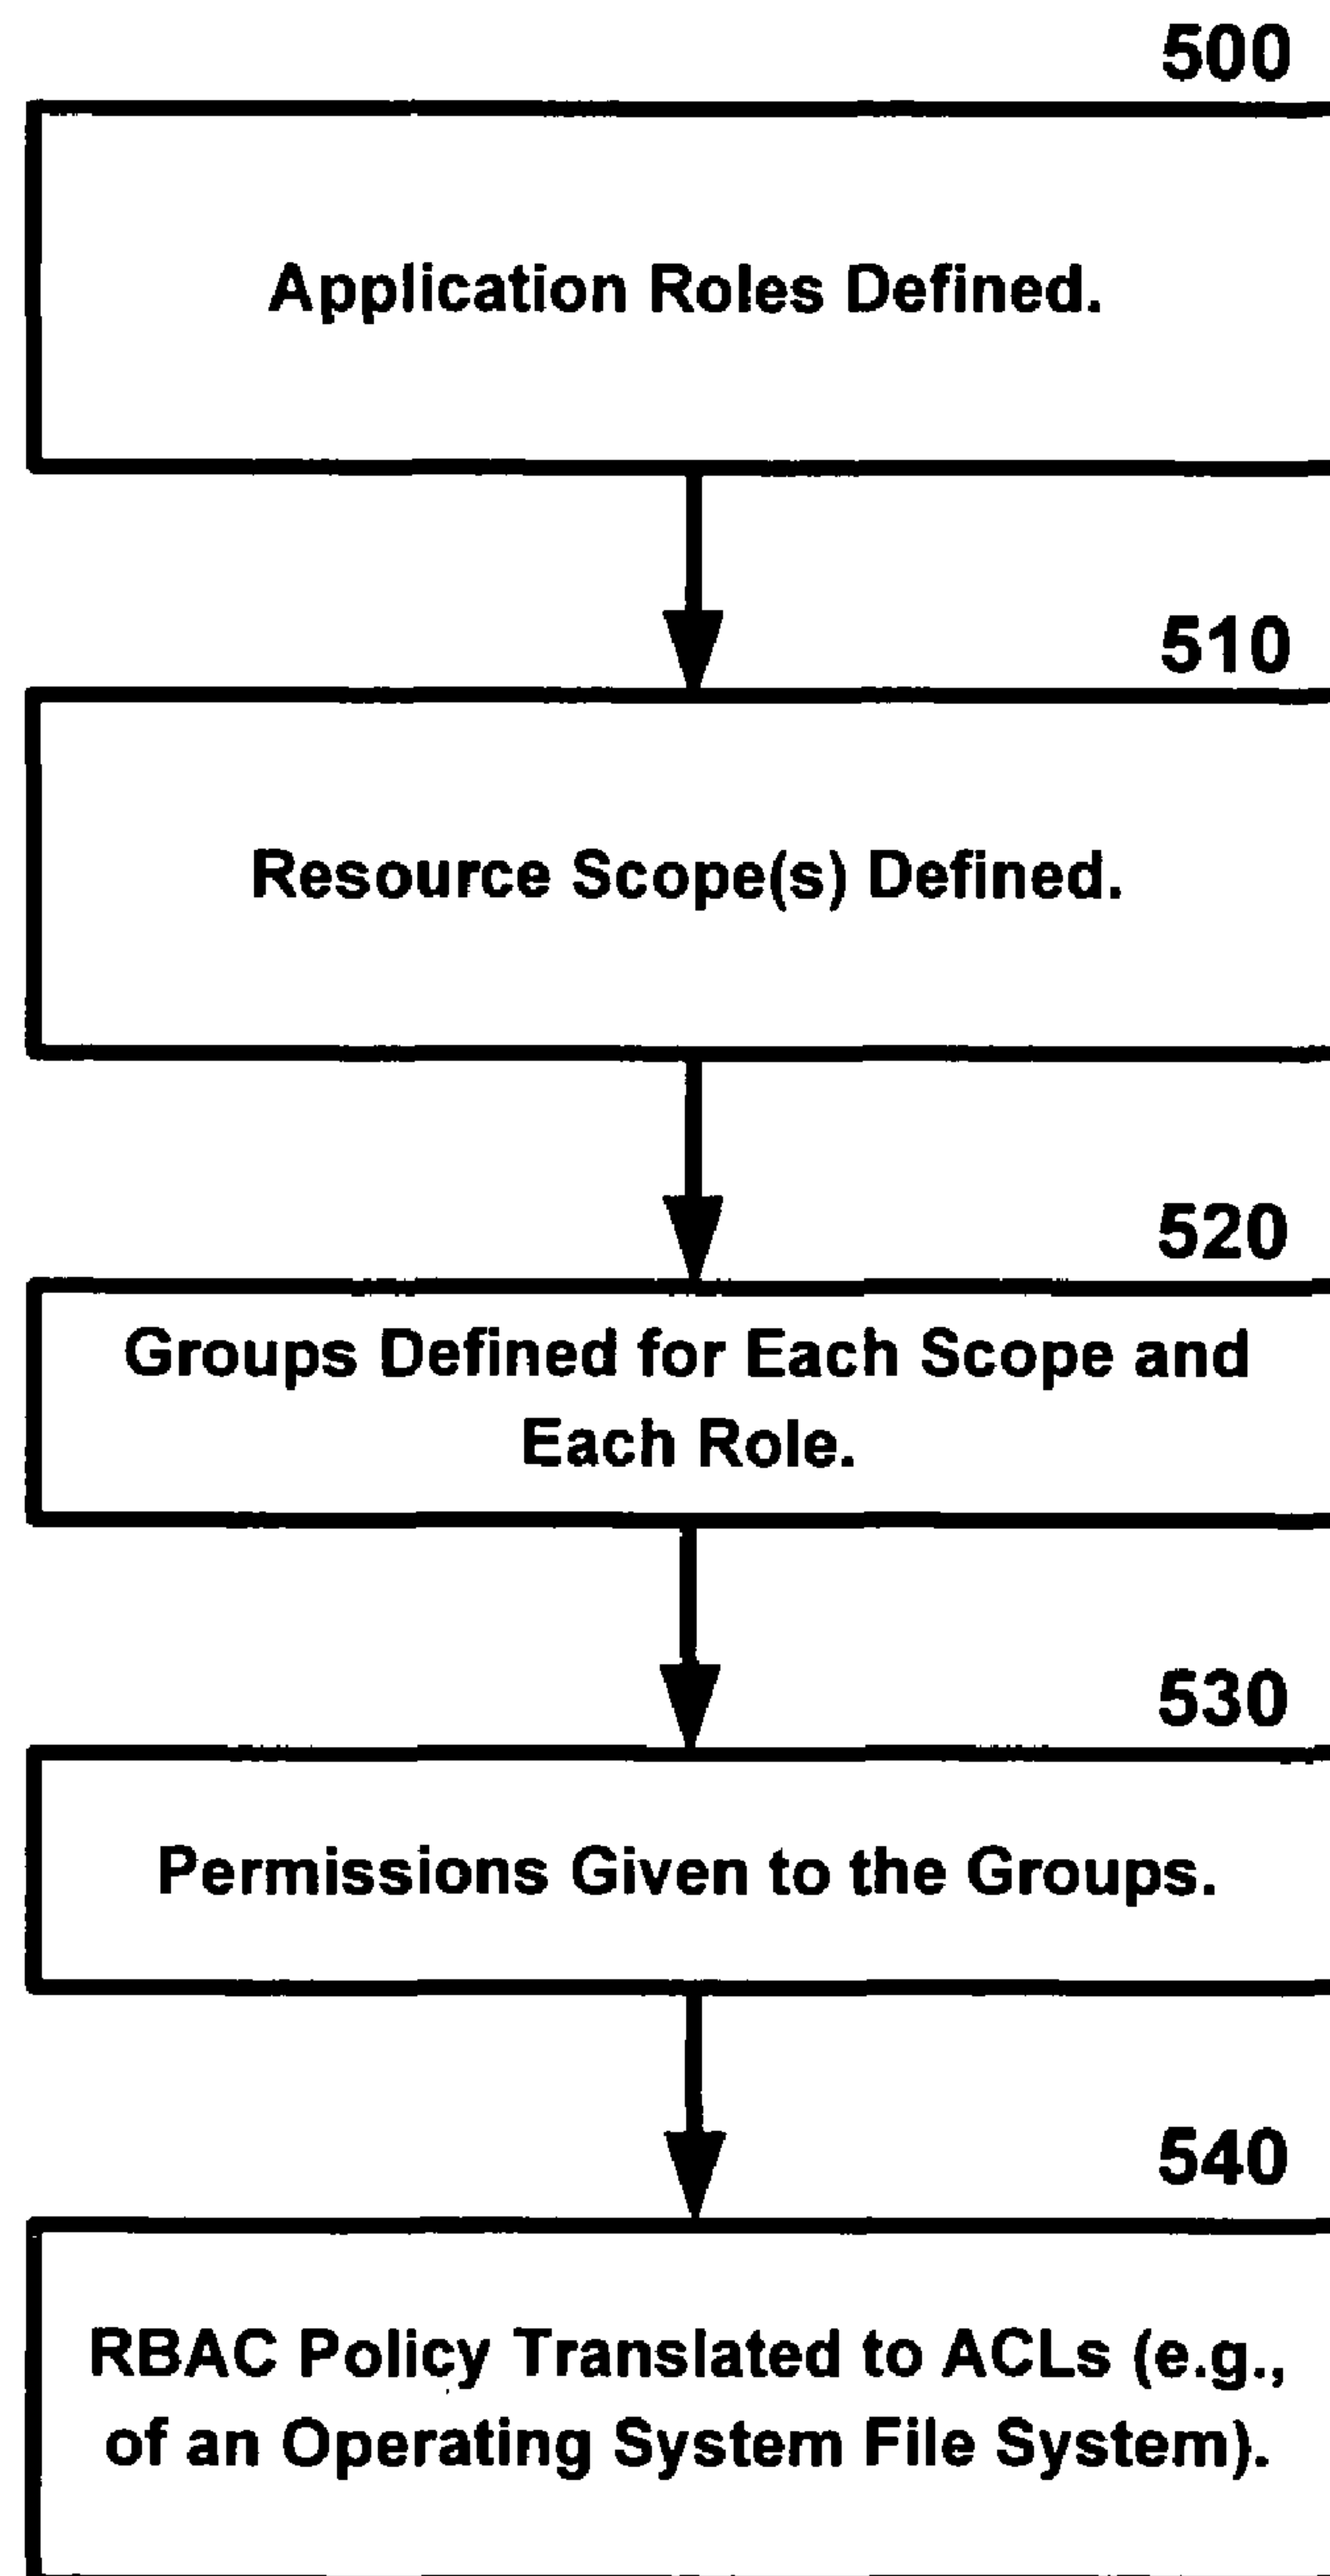 500
Application Roles Defined.
510
Resource Scope(s) Defined.
520
Groups Defined for Each Scope and
Each Role.
530
Permissions Given to the Groups.
540
RBAC Policy Translated to ACLs (e.g.,
of an Operating System File System).